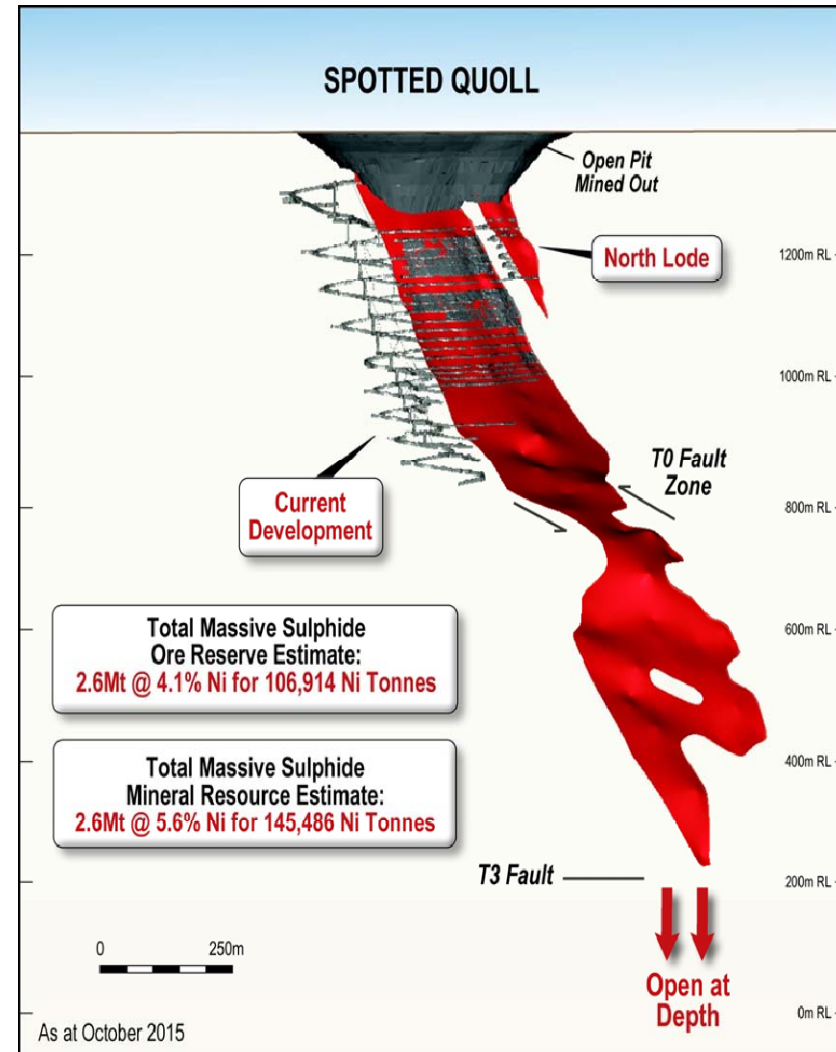 SPOTTED QUOLL
Open Pit
Mined Out
North Lode
1200m RL
1000m RL
T0 Fault
Zone
Current
Development
800m RL
Total Massive Sulphide
Ore Reserve Estimate:
2.6Mt @ 4.1% Ni for 106,914 Ni Tonnes
600m RL
Total Massive Sulphide
Mineral Resource Estimate:
2.6Mt @ 5.6% Ni for 145,486 Ni Tonnes
400m RL
T3 Fault
200m RL
0 250m
Open at
Depth
0m RL
As at October 2015